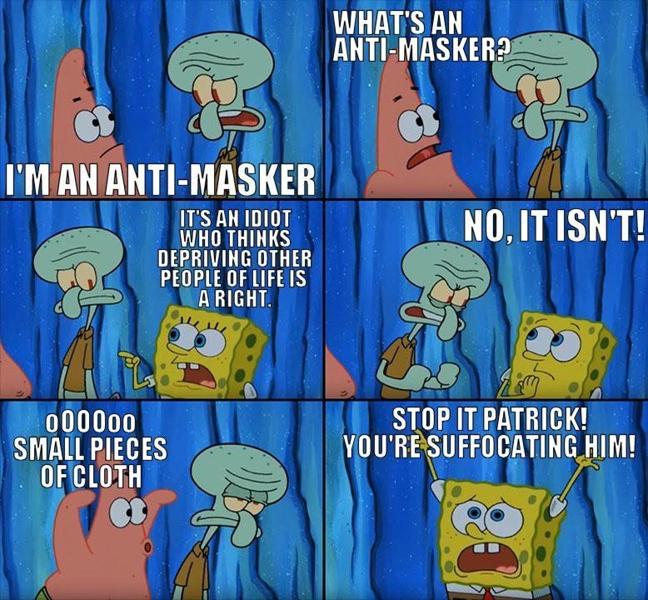 I'M AN ANTI-MASKER
WHAT'S AN
ANTI-MASKER?
IT'S AN IDIOT
WHO THINKS
DEPRIVING OTHER
PEOPLE OF LIFE IS
A RIGHT.
NO, IT ISN'T!
oOOOOoo
SMALL PIECES
OF CLOTH
STOP IT PATRICK!
YOU'RE SUFFOCATING HIM!